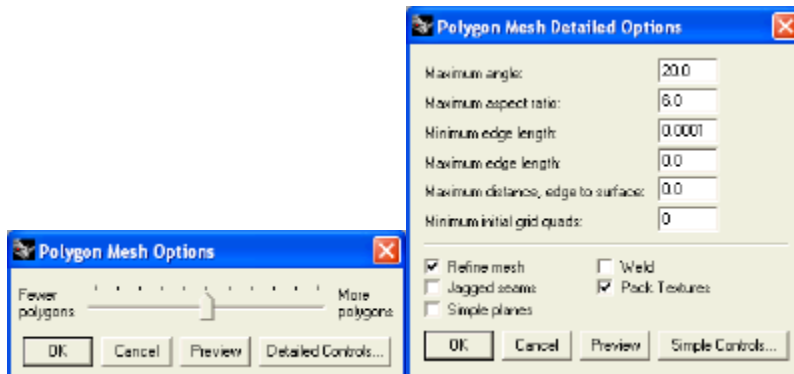 Polygon Mesh Options
Fewer polygons
More polygons
OK Cancel Preview Detailed Controls...
Polygon Mesh Detailed Options
Maximum angle: 20.0
Maximum aspect ratio: 6.0
Minimum edge length: 0.0001
Maximum edge length: 0.0
Maximum distance, edge to surface: 0.0
Minimum initial grid quads: 0
Refine mesh Weld
Jagged seams Pack Textures
Simple planes
OK Cancel Preview Simple Controls...